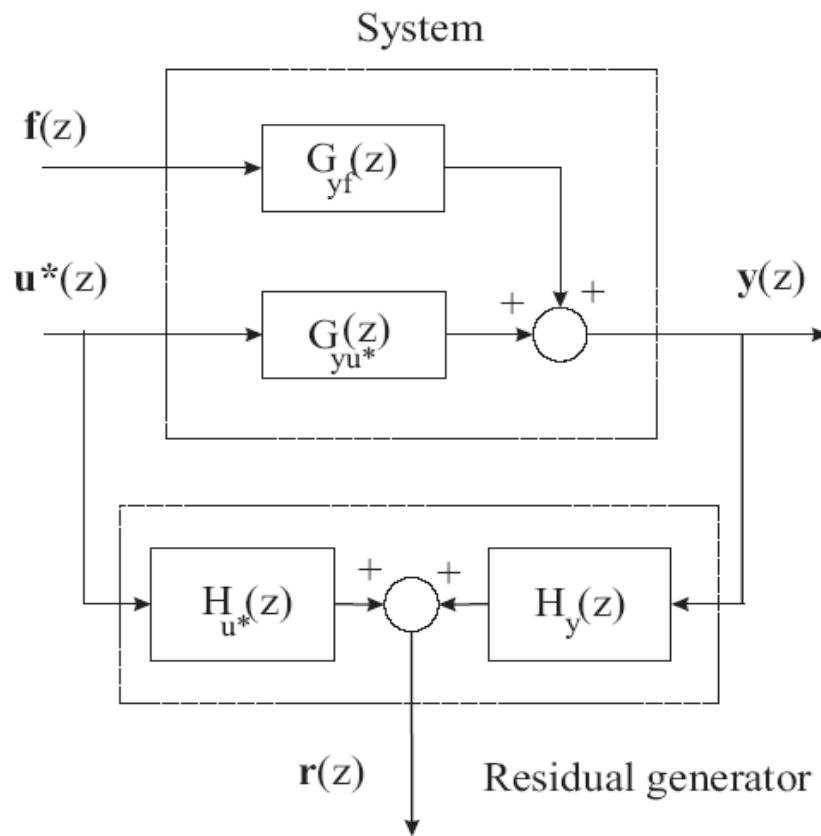 System
f(z)
G_yf(z)
u*(z)
G_yu*(z)
+ +
y(z)
H_u*(z)
+ +
H_y(z)
r(z)
Residual generator